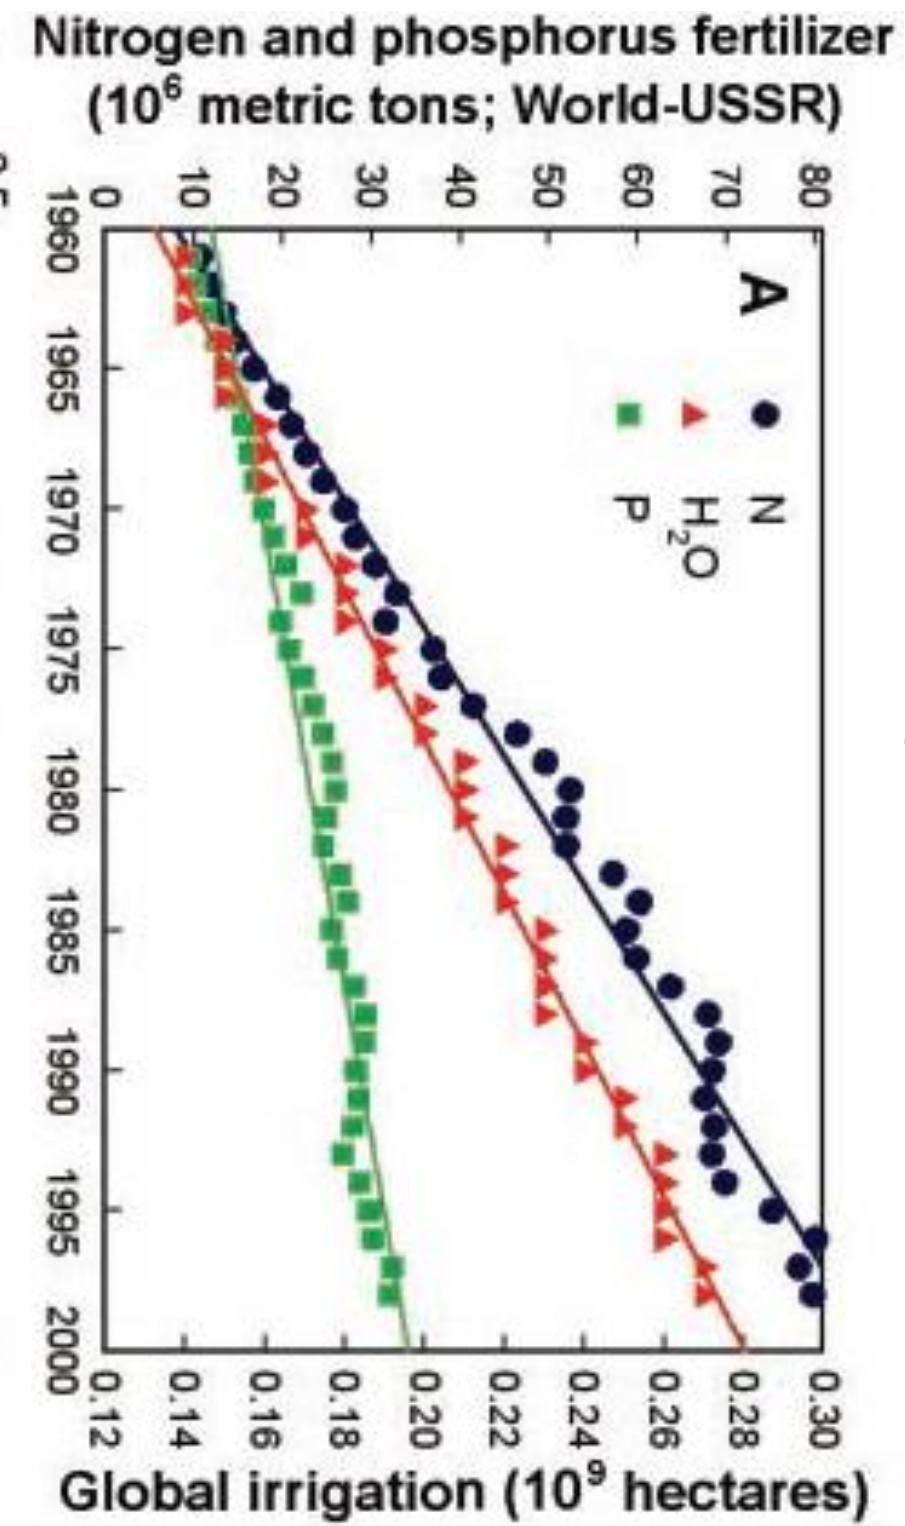 Nitrogen and phosphorus fertilizer
(10⁶ metric tons; World-USSR)
0 10 20 30 40 50 60 70 80
A
N
H₂O
P
1960 1965 1970 1975 1980 1985 1990 1995 2000
0.12 0.14 0.16 0.18 0.20 0.22 0.24 0.26 0.28 0.30
Global irrigation (10⁹ hectares)